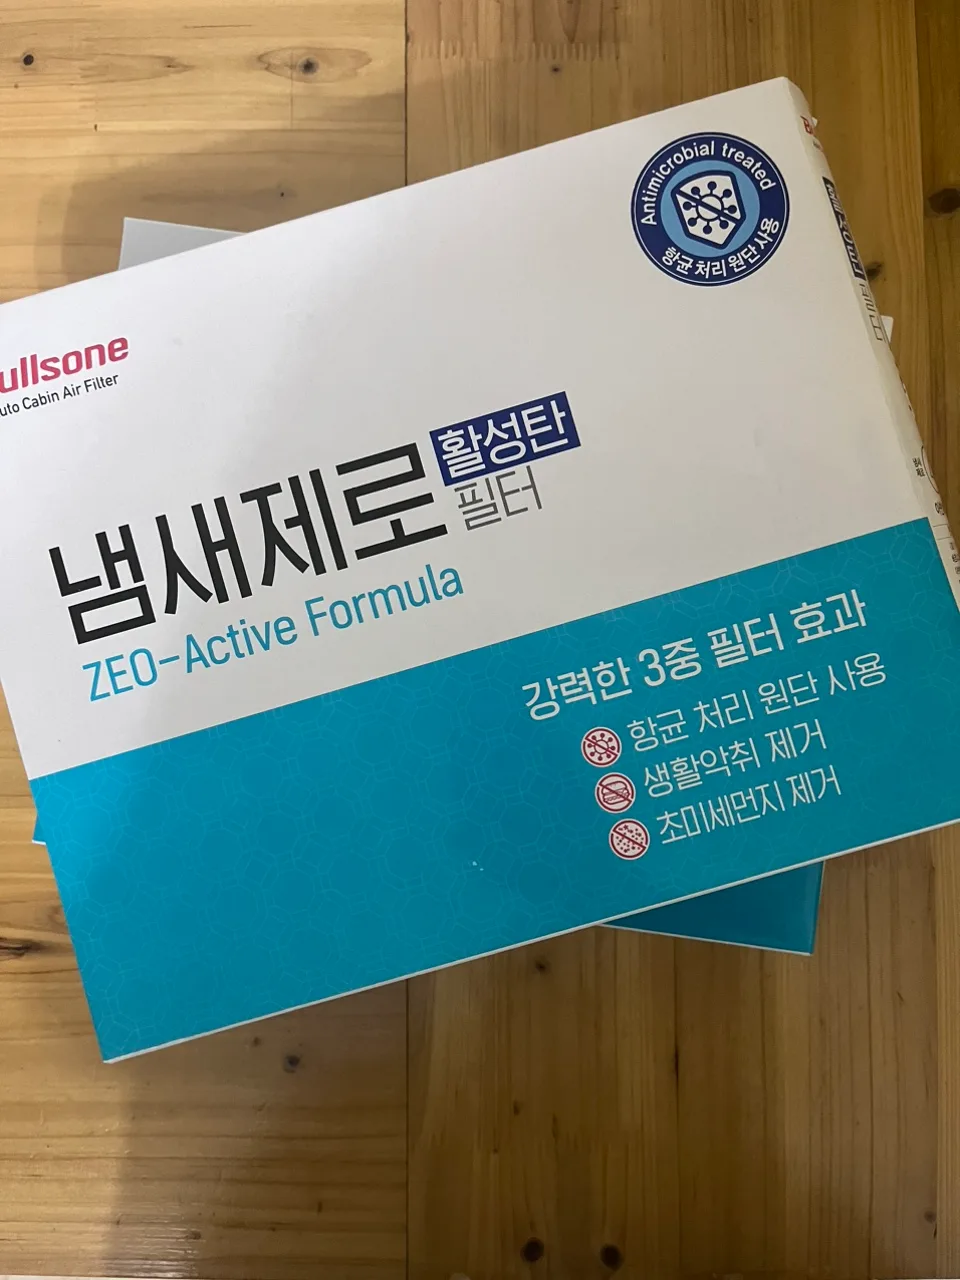 Antimicrobial treated
항균 처리 원단 사용
ullsone
uto Cabin Air Filter
냄새제로 활성탄
필터
ZEO-Active Formula
강력한 3중 필터 효과
항균 처리 원단 사용
생활악취 제거
초미세먼지 제거